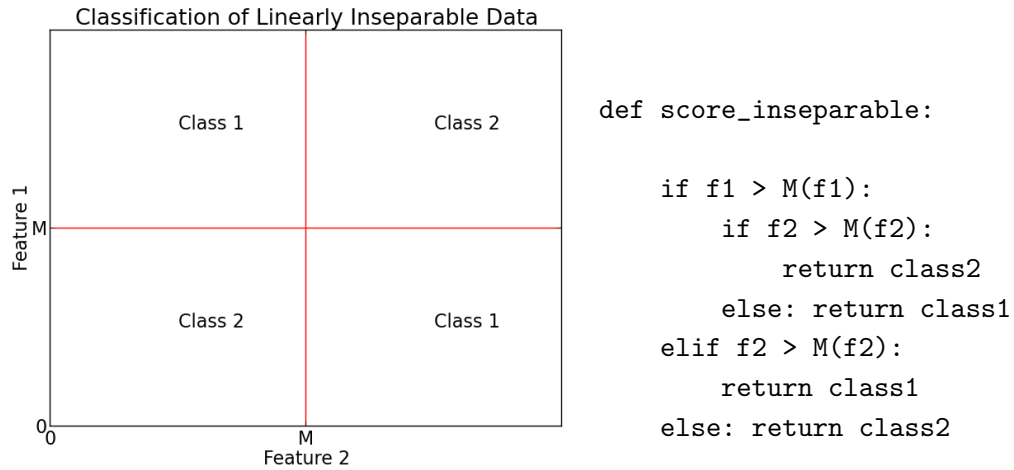 Classification of Linearly Inseparable Data
Class 1
Class 2
Class 2
Class 1
Feature 1
M
0
0
M
Feature 2
def score_inseparable:
    if f1 > M(f1):
        if f2 > M(f2):
            return class2
        else: return class1
    elif f2 > M(f2):
        return class1
    else: return class2